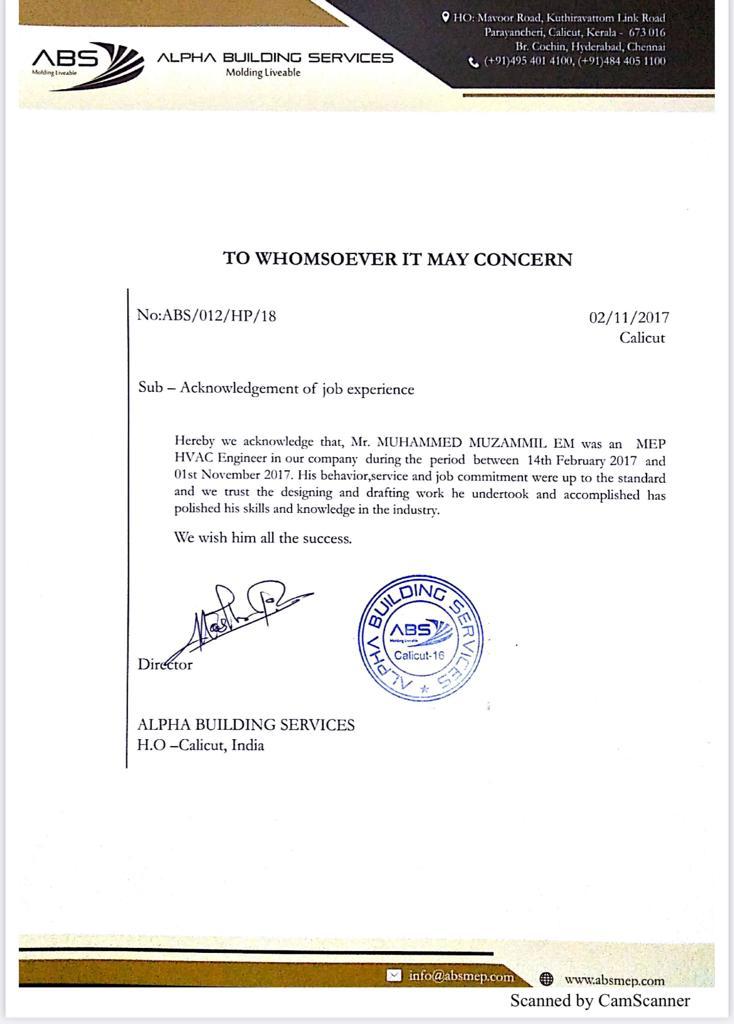 HO: Mavoor Road, Kuthiravattom Link Road
Parayancheri, Calicut, Kerala - 673 016
Br. Cochin, Hyderabad, Chennai
(+91)495 401 4100, (+91)484 405 1100
ABS
Molding Liveable
ALPHA BUILDING SERVICES
Molding Liveable
TO WHOMSOEVER IT MAY CONCERN
No:ABS/012/HP/18
02/11/2017
Calicut
Sub – Acknowledgement of job experience
Hereby we acknowledge that, Mr. MUHAMMED MUZAMMIL EM was an MEP
HVAC Engineer in our company during the period between 14th February 2017 and
01st November 2017. His behavior,service and job commitment were up to the standard
and we trust the designing and drafting work he undertook and accomplished has
polished his skills and knowledge in the industry.
We wish him all the success.
ALPHA BUILDING SERVICES
ABS
Molding Liveable
Calicut-16
Director
ALPHA BUILDING SERVICES
H.O –Calicut, India
info@absmep.com
www.absmep.com
Scanned by CamScanner